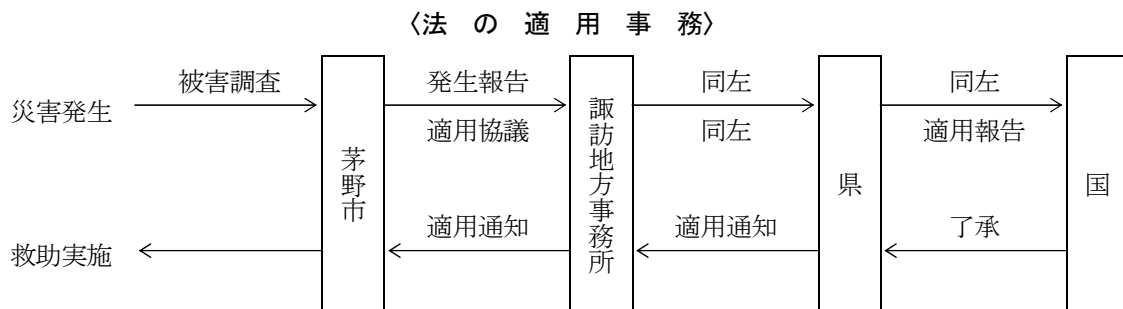 〈法の適用事務〉
被害調査 発生報告 同左 同左
災害発生
適用協議 同左 適用報告
茅野市
諏訪地方事務所
県
国
適用通知 適用通知 了承
救助実施